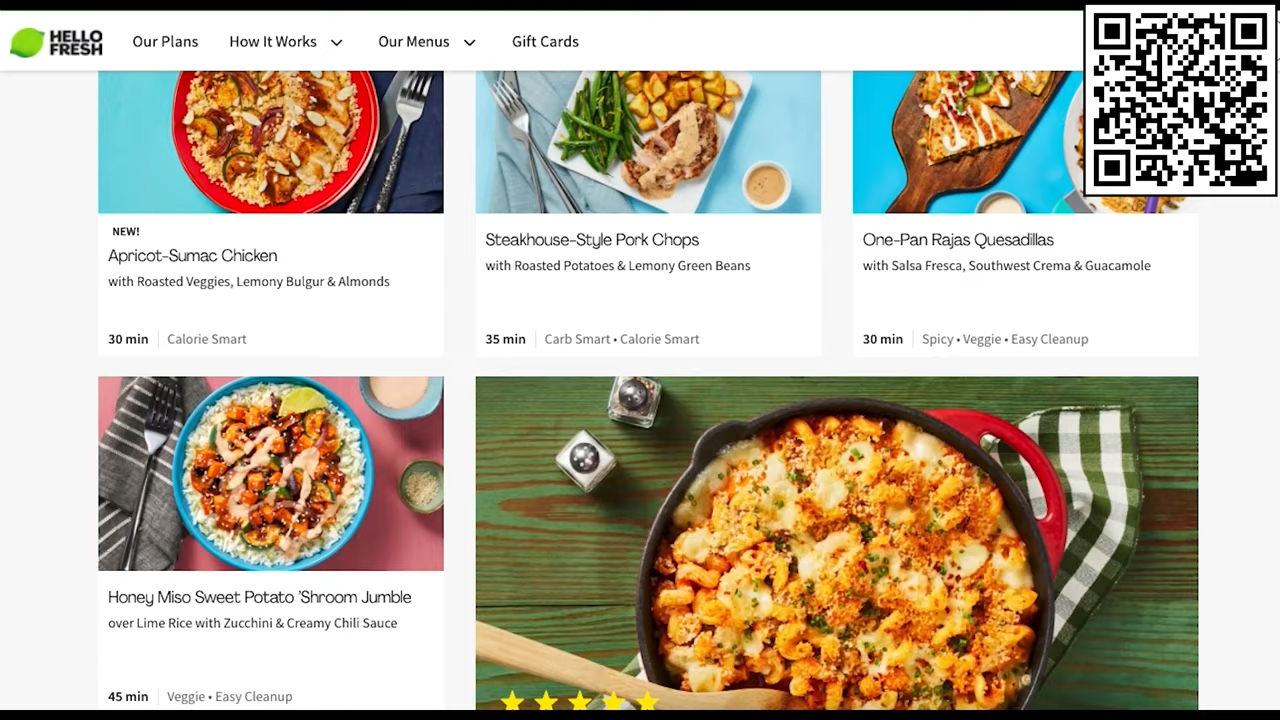 HELLO
FRESH
Our Plans
How It Works
Our Menus
Gift Cards
NEW!
Apricot-Sumac Chicken
with Roasted Veggies, Lemony Bulgur & Almonds
30 min
Calorie Smart
Steakhouse-Style Pork Chops
with Roasted Potatoes & Lemony Green Beans
35 min
Carb Smart • Calorie Smart
One-Pan Rajas Quesadillas
with Salsa Fresca, Southwest Crema & Guacamole
30 min
Spicy • Veggie • Easy Cleanup
Honey Miso Sweet Potato 'Shroom Jumble
over Lime Rice with Zucchini & Creamy Chili Sauce
45 min
Veggie • Easy Cleanup